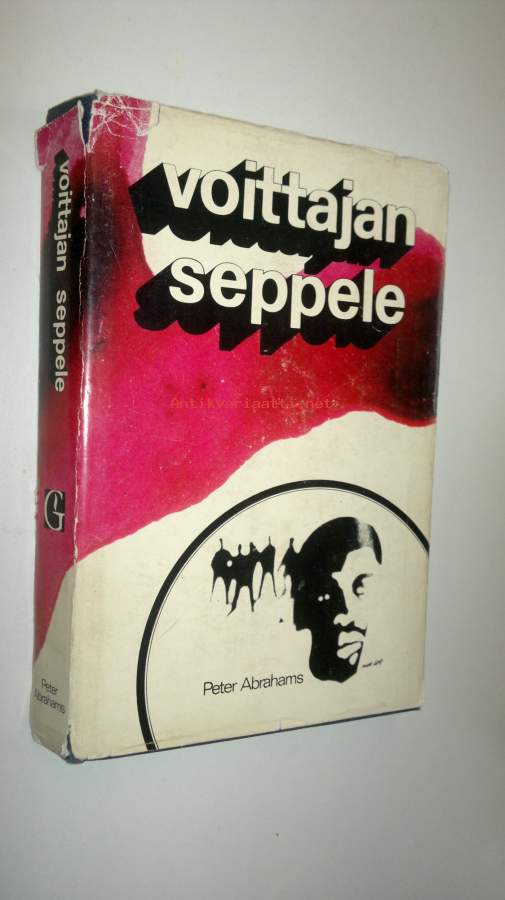 voittajan
seppele
Peter Abrahams
voittajan seppele
G
Peter
Abrahams
Antikvariaatti.net